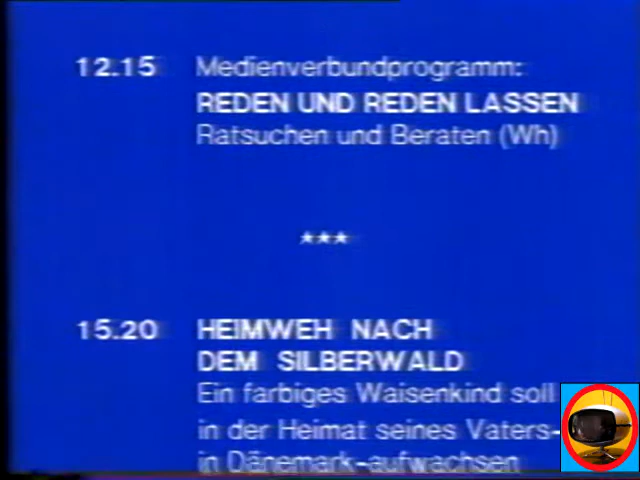 12.15 Medienverbundprogramm:
REDEN UND REDEN LASSEN
Ratsuchen und Beraten (Wh)
***
15.20 HEIMWEH NACH
DEM SILBERWALD
Ein farbiges Waisenkind soll
in der Heimat seines Vaters-
in Dänemark-aufwachsen